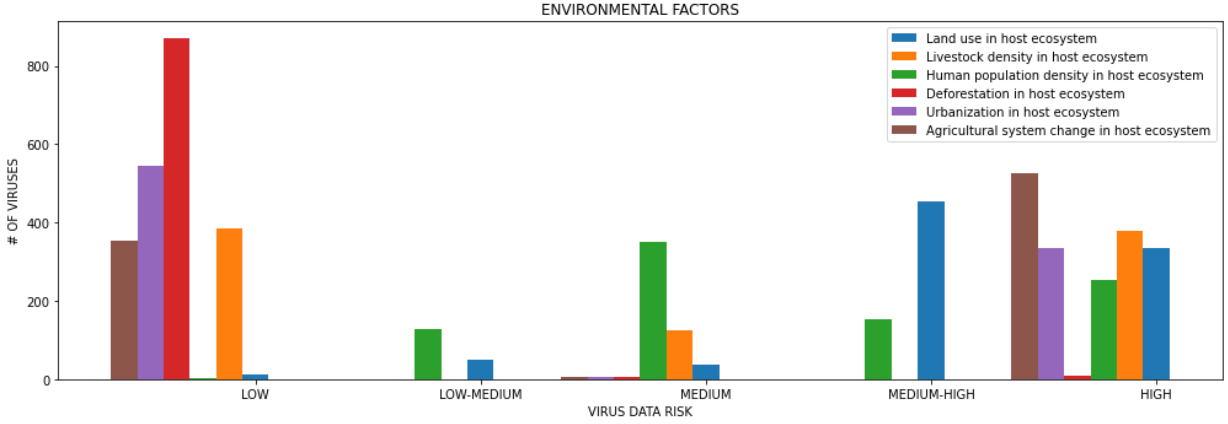 ENVIRONMENTAL FACTORS
# OF VIRUSES
800
600
400
200
0
Land use in host ecosystem
Livestock density in host ecosystem
Human population density in host ecosystem
Deforestation in host ecosystem
Urbanization in host ecosystem
Agricultural system change in host ecosystem
LOW LOW-MEDIUM MEDIUM MEDIUM-HIGH HIGH
VIRUS DATA RISK